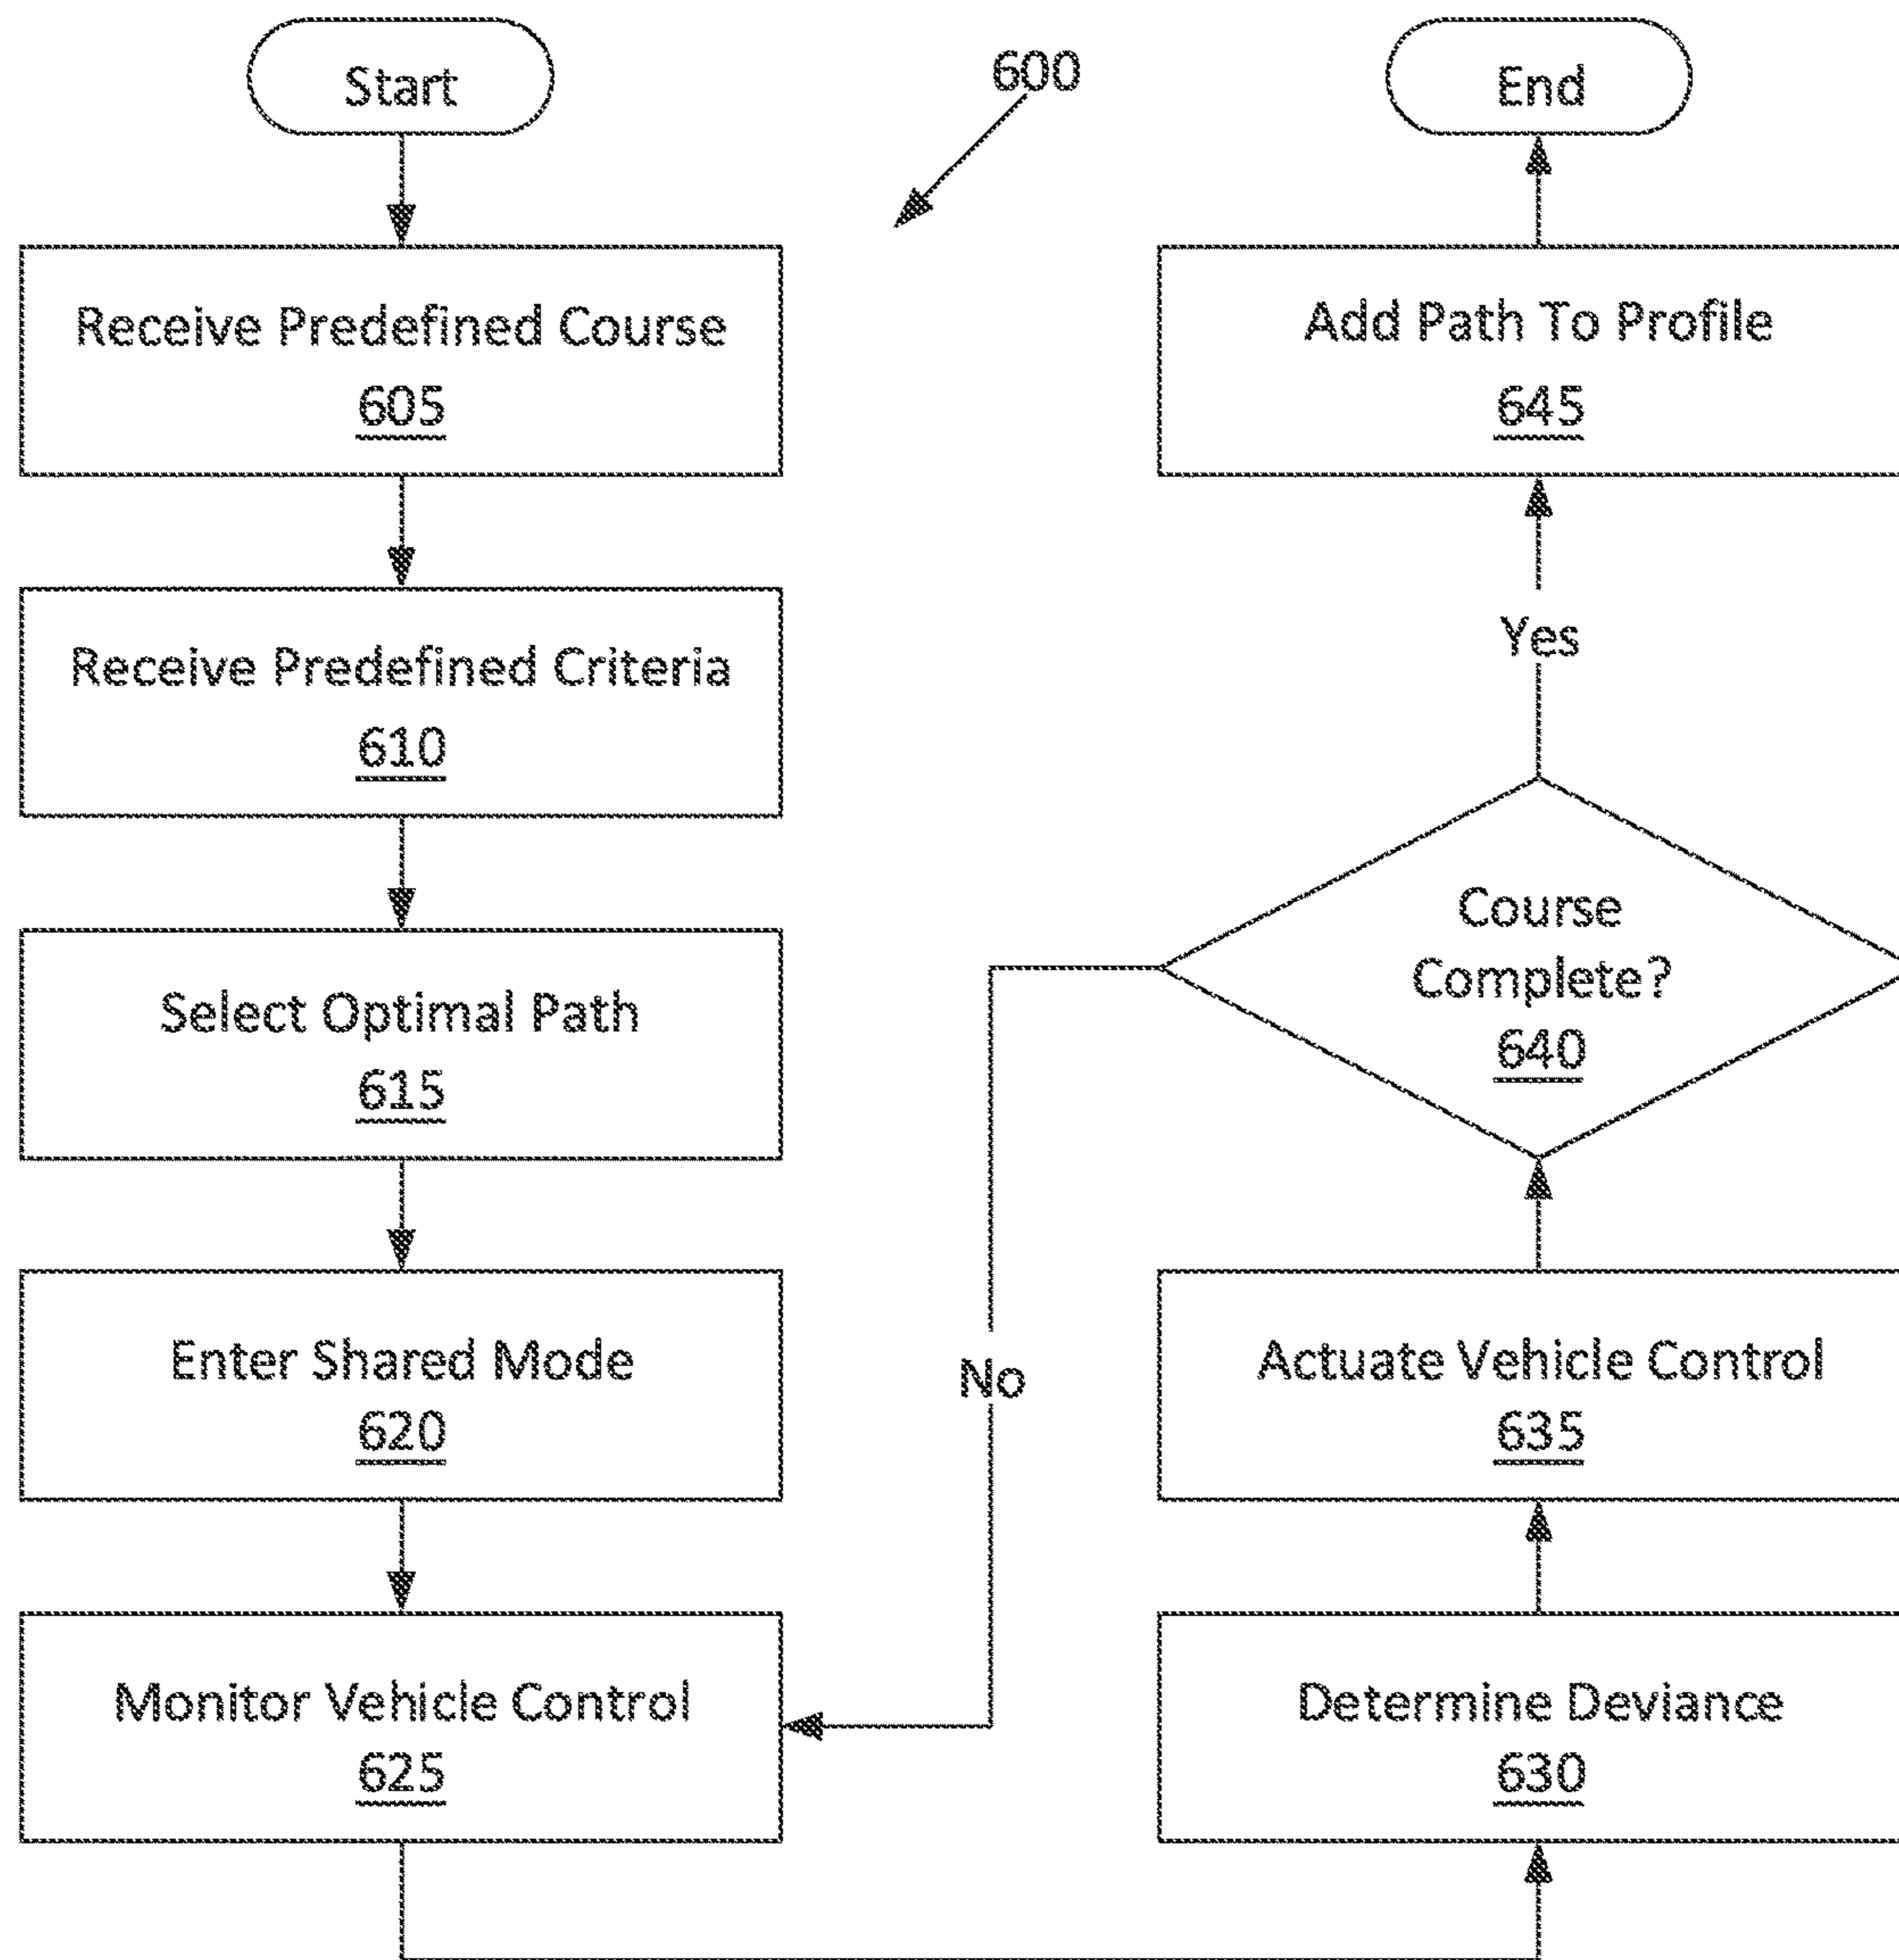 Start
600
End
Receive Predefined Course
605
Receive Predefined Criteria
610
Select Optimal Path
615
Enter Shared Mode
620
Monitor Vehicle Control
625
No
Add Path To Profile
645
Yes
Course
Complete?
640
Actuate Vehicle Control
635
Determine Deviance
630